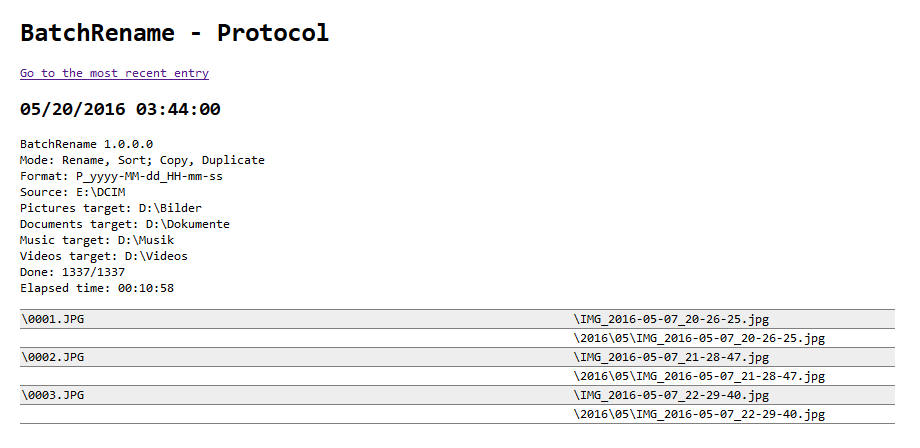 BatchRename - Protocol
Go to the most recent entry
05/20/2016 03:44:00
BatchRename 1.0.0.0
Mode: Rename, Sort; Copy, Duplicate
Format: P_yyyy-MM-dd_HH-mm-ss
Source: E:\DCIM
Pictures target: D:\Bilder
Documents target: D:\Dokumente
Music target: D:\Musik
Videos target: D:\Videos
Done: 1337/1337
Elapsed time: 00:10:58
\0001.JPG \IMG_2016-05-07_20-26-25.jpg
\2016\05\IMG_2016-05-07_20-26-25.jpg
\0002.JPG \IMG_2016-05-07_21-28-47.jpg
\2016\05\IMG_2016-05-07_21-28-47.jpg
\0003.JPG \IMG_2016-05-07_22-29-40.jpg
\2016\05\IMG_2016-05-07_22-29-40.jpg